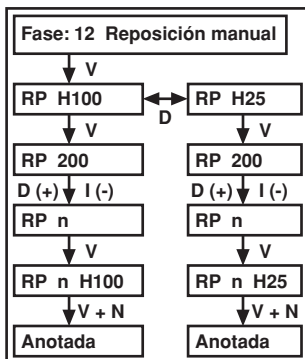 Fase: 12 Reposición manual
V
RP H100
RP H25
D
V
V
RP 200
RP 200
D (+) I (-)
D (+) I (-)
RP n
RP n
V
V
RP n H100
RP n H25
V + N
V + N
Anotada
Anotada